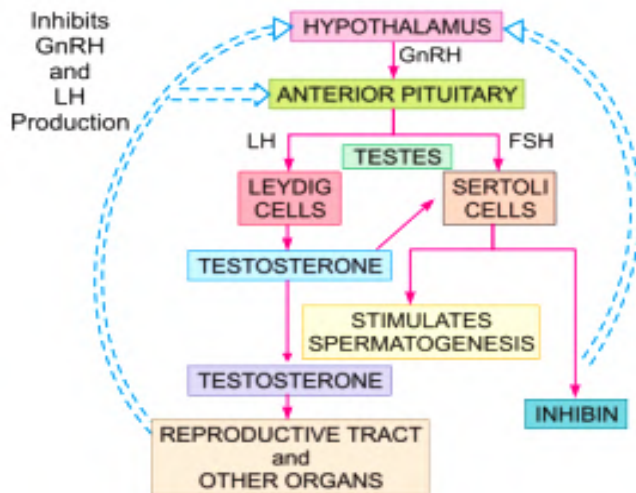 Inhibits
GnRH
and
LH
Production
HYPOTHALAMUS
GnRH
ANTERIOR PITUITARY
LH
FSH
TESTES
LEYDIG
CELLS
SERTOLI
CELLS
TESTOSTERONE
STIMULATES
SPERMATOGENESIS
TESTOSTERONE
INHIBIN
REPRODUCTIVE TRACT
and
OTHER ORGANS